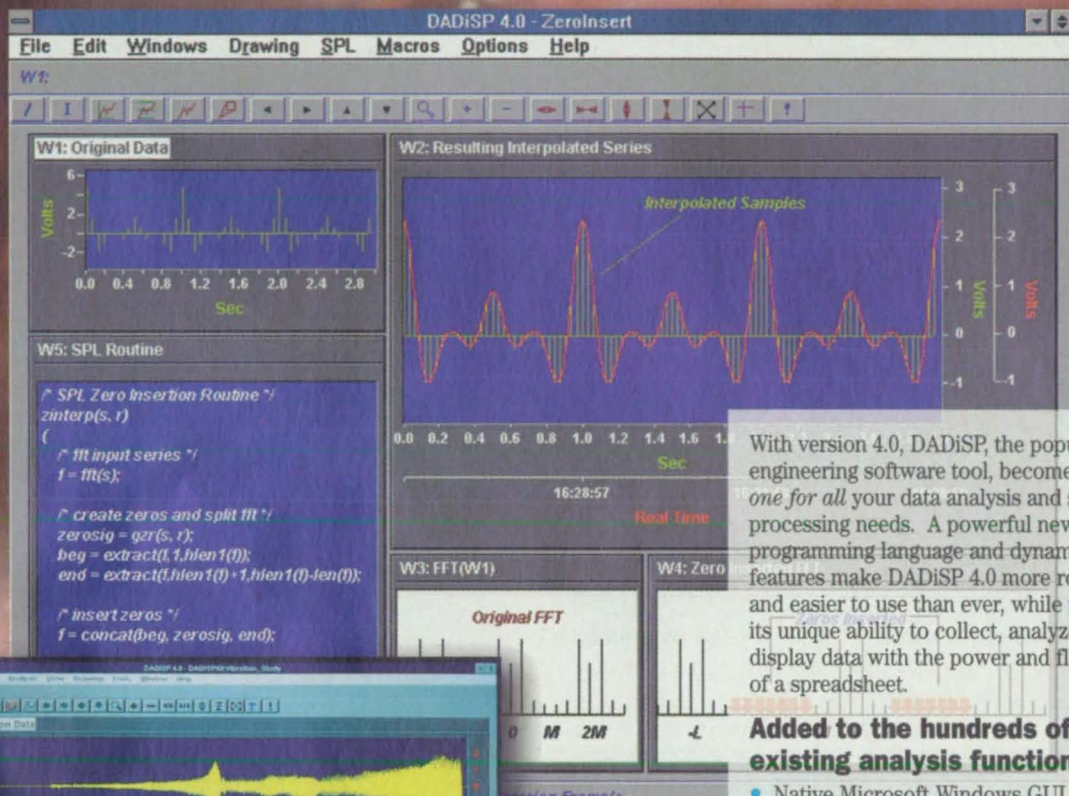 DADiSP 4.0 - ZeroInsert
File Edit Windows Drawing SPL Macros Options Help
W1:
W1: Original Data
6
2
-2
Volts
0.0 0.4 0.8 1.2 1.6 2.0 2.4 2.8
Sec
W2: Resulting Interpolated Series
Interpolated Samples
3 3
2 2
1 1
0 0
-1 -1
Volts Volts
0.0 0.2 0.4 0.6 0.8 1.0 1.2 1.4 1.6
Sec
16:28:57
Real Time
W5: SPL Routine
/* SPL Zero Insertion Routine */
zinterp(s, r)
{
/* fft input series */
f = fft(s);
/* create zeros and split fft */
zerosig = gzr(s, r);
beg = extract(f,1,hlen1(f));
end = extract(f,hlen1(f)+1,hlen1(f)-len(f));
/* insert zeros */
f = concat(beg, zerosig, end);
W3: FFT(W1)
Original FFT
0 M 2M
W4: Zero Inserted FFT
Zeros Inserted
-L
With version 4.0, DADiSP, the
engineering software tool,
one for all your data analysis and
processing needs. A powerful new
programming language and
features make DADiSP 4.0 more
and easier to use than ever, while
its unique ability to collect,
display data with the power and
of a spreadsheet.
Added to the hundreds of
existing analysis
• Native Microsoft Windows GUI